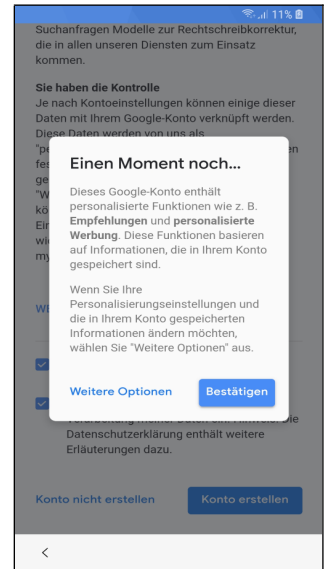 11%
Suchanfragen Modelle zur Rechtschreibkorrektur,
die in allen unseren Diensten zum Einsatz
kommen.
Sie haben die Kontrolle
Je nach Kontoeinstellungen können einige dieser
Daten mit Ihrem Google-Konto verknüpft werden.
Diese Daten werden von uns als
Einen Moment noch...
Dieses Google-Konto enthält
personalisierte Funktionen wie z. B.
Empfehlungen und personalisierte
Werbung. Diese Funktionen basieren
auf Informationen, die in Ihrem Konto
gespeichert sind.
Wenn Sie Ihre
Personalisierungseinstellungen und
die in Ihrem Konto gespeicherten
Informationen ändern möchten,
wählen Sie "Weitere Optionen" aus.
Weitere Optionen Bestätigen
Datenschutzerklärung enthält weitere
Erläuterungen dazu.
Konto nicht erstellen Konto erstellen